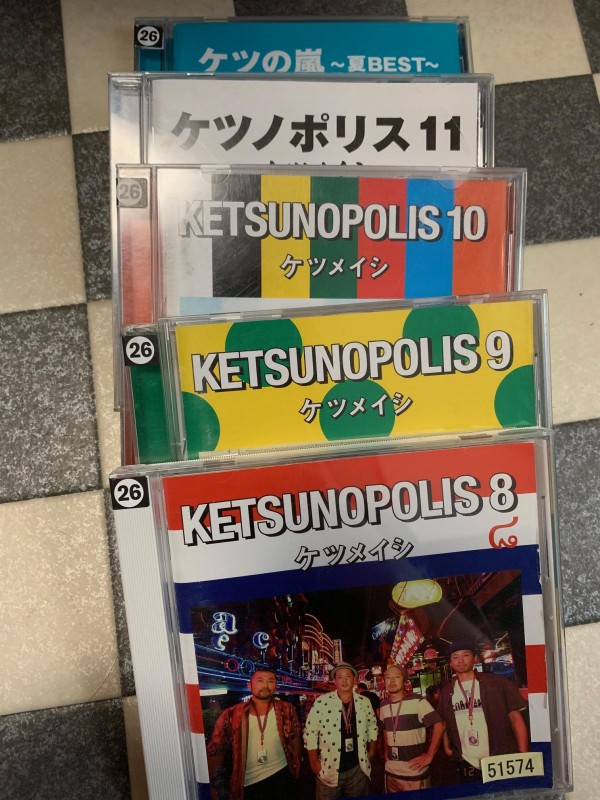 26
ケツの嵐 ~夏BEST~
ケツノポリス 11
26
KETSUNOPOLIS 10
ケツメイシ
26
KETSUNOPOLIS 9
ケツメイシ
26
KETSUNOPOLIS 8
ケツメイシ
51574